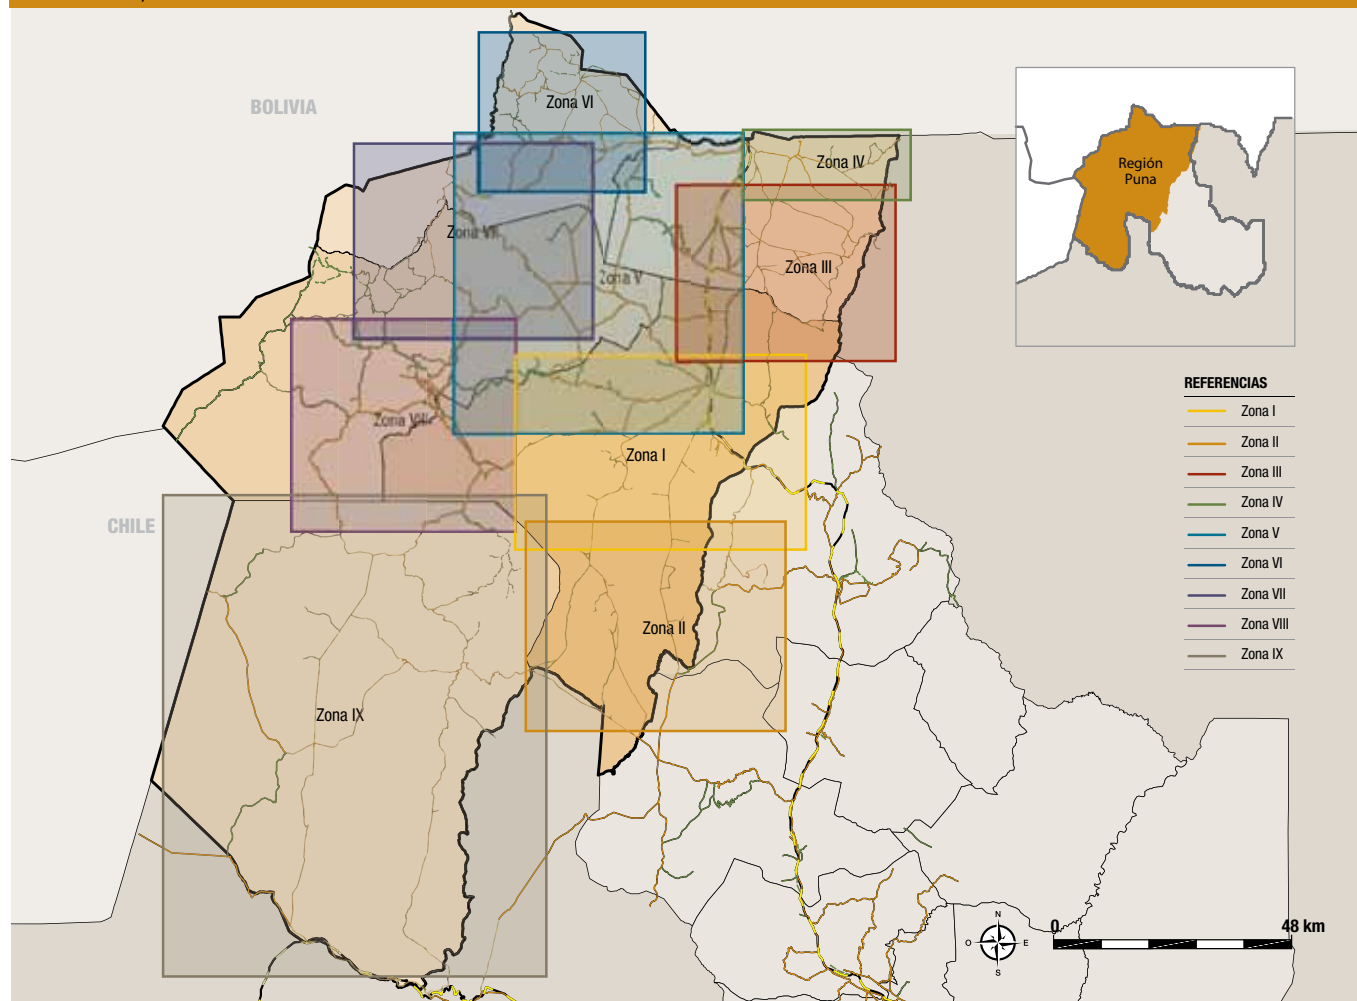 BOLIVIA
Zona VI
Zona IV
Región
Puna
Zona VII
Zona III
Zona V
REFERENCIAS
Zona I
Zona II
Zona III
Zona IV
Zona V
Zona VI
Zona VII
Zona VIII
Zona IX
Zona VIII
Zona I
CHILE
Zona II
Zona IX
N
O
E
S
0
48 km